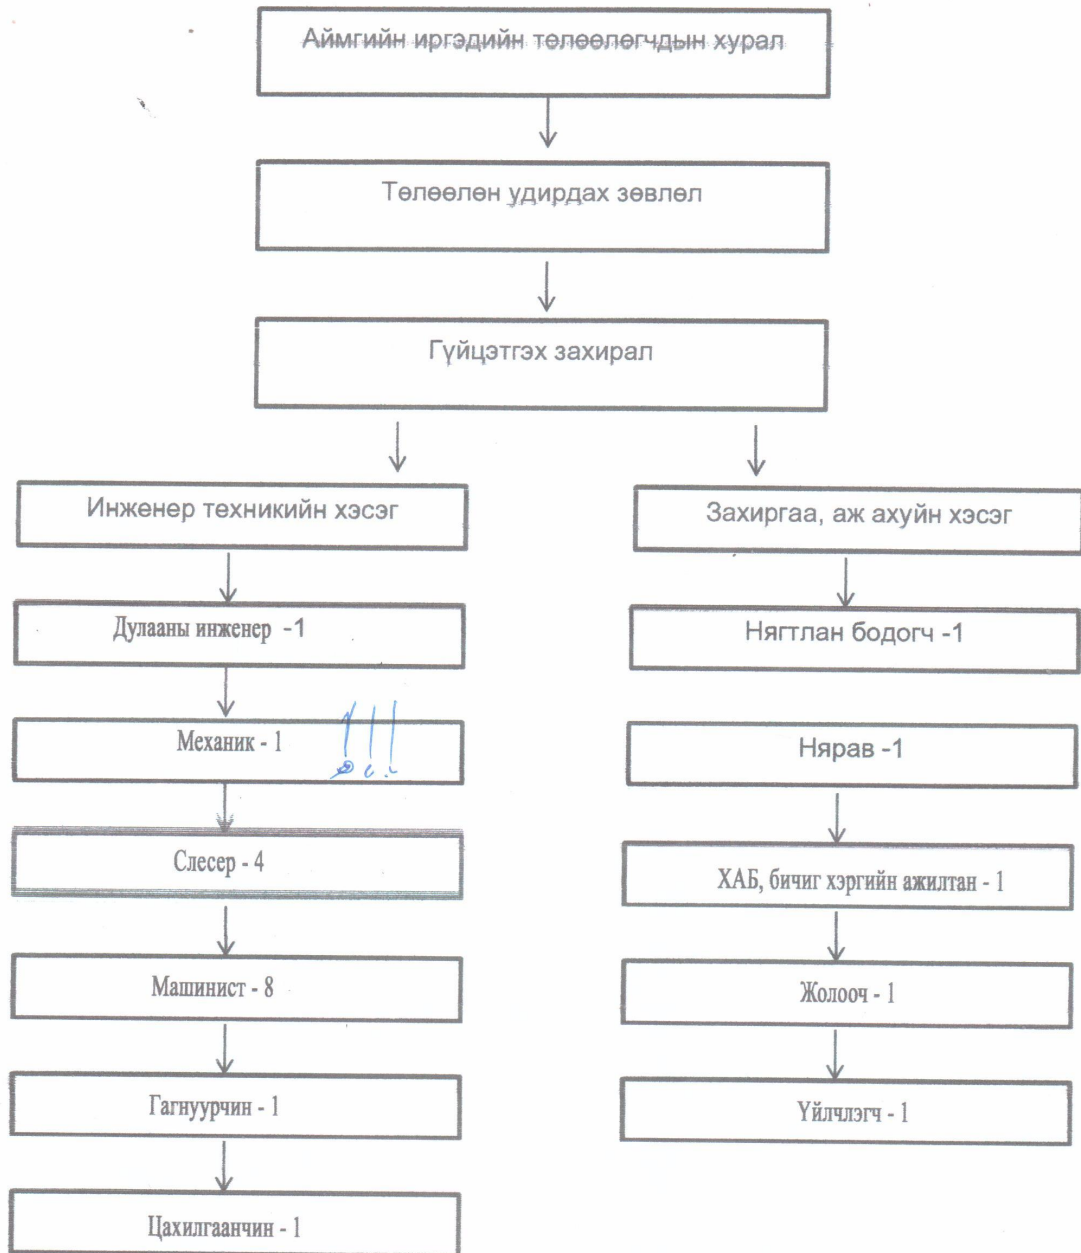 Аймгийн иргэдийн төлөөлөгчдын хурал
Төлөөлөн удирдах зөвлөл
Гүйцэтгэх захирал
Инженер техникийн хэсэг
Дулааны инженер -1
Механик - 1
Слесер - 4
Машинист - 8
Гагнуурчин - 1
Цахилгаанчин - 1
Захиргаа, аж ахуйн хэсэг
Нягтлан бодогч -1
Нярав -1
ХАБ, бичиг хэргийн ажилтан - 1
Жолооч - 1
Үйлчлэгч - 1